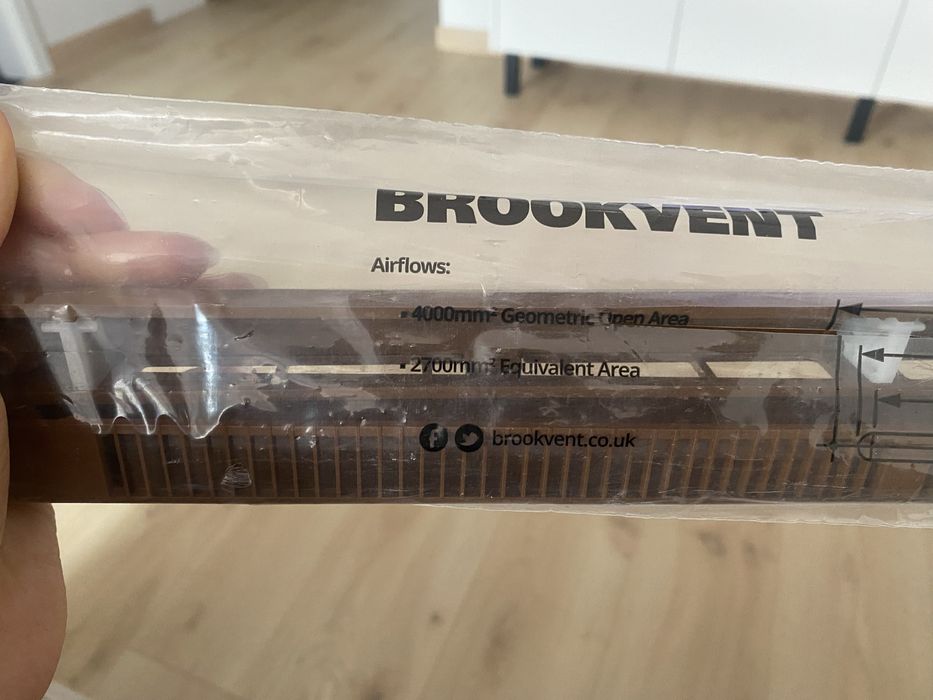 BROOKVENT
Airflows:
▪ 4000mm² Geometric Open Area
▪ 2700mm² Equivalent Area
brookvent.co.uk